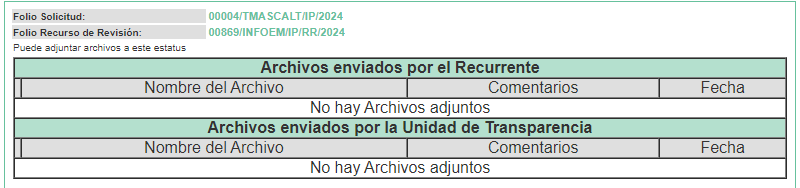 Folio Solicitud: 00004/TMASCALT/IP/2024
Folio Recurso de Revisión: 00869/INFOEM/IP/RR/2024
Puede adjuntar archivos a este estatus
Archivos enviados por el Recurrente
Nombre del Archivo Comentarios Fecha
No hay Archivos adjuntos
Archivos enviados por la Unidad de Transparencia
Nombre del Archivo Comentarios Fecha
No hay Archivos adjuntos